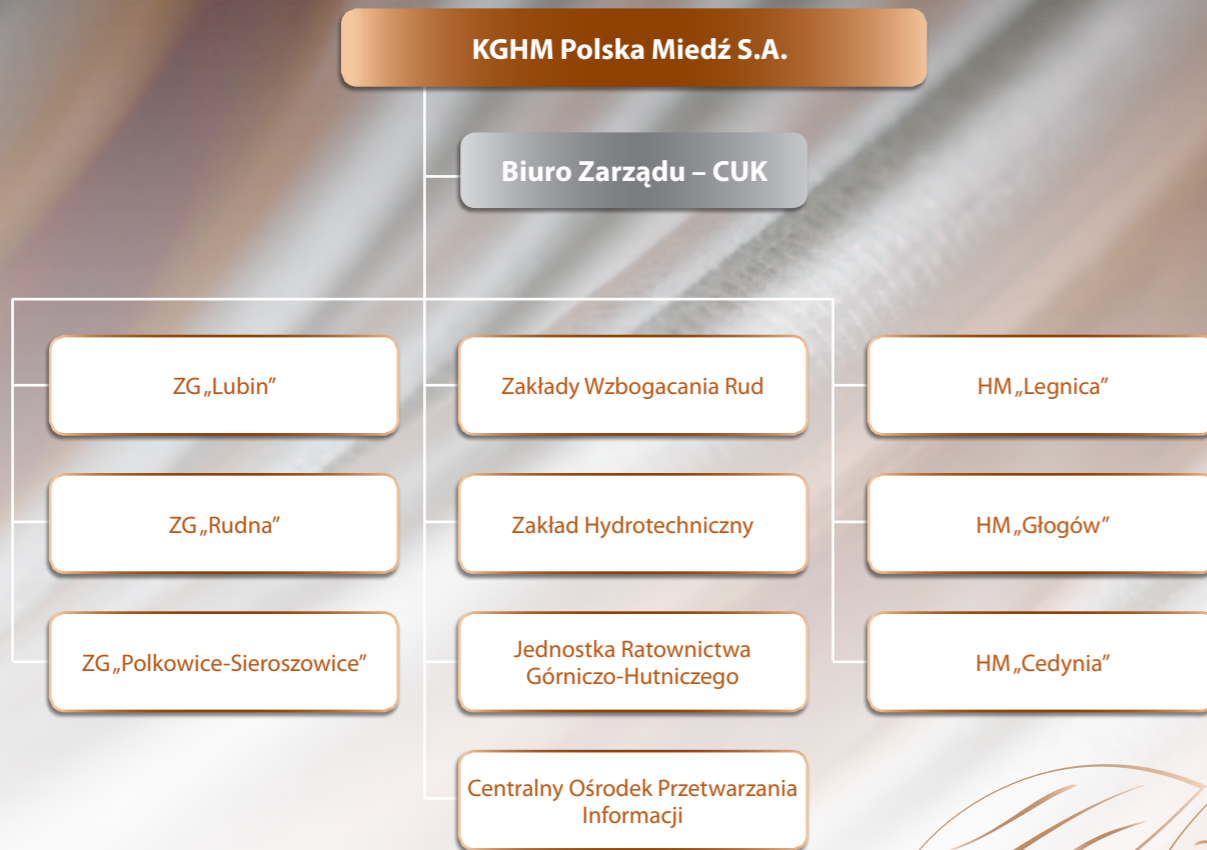 KGHM Polska Miedź S.A.
Biuro Zarządu – CUK
ZG „Lubin”
Zakłady Wzbogacania Rud
HM „Legnica”
ZG „Rudna”
Zakład Hydrotechniczny
HM „Głogów”
ZG „Polkowice-Sieroszowice”
Jednostka Ratownictwa
Górniczo-Hutniczego
HM „Cedynia”
Centralny Ośrodek Przetwarzania
Informacji